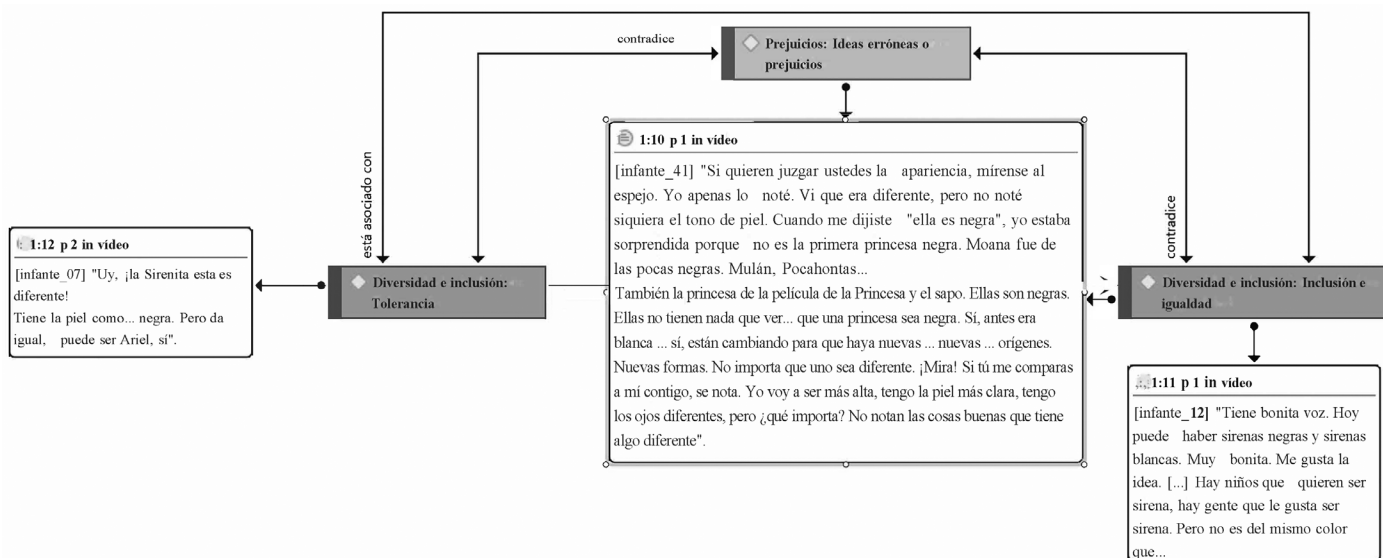 contradice
Prejuicios: Ideas erróneas o
prejuicios
está asociado con
1:10 p 1 in vídeo
[infante_41] "Si quieren juzgar ustedes la apariencia, mírense al
espejo. Yo apenas lo noté. Vi que era diferente, pero no noté
siquiera el tono de piel. Cuando me dijiste "ella es negra", yo estaba
sorprendida porque no es la primera princesa negra. Moana fue de
las pocas negras. Mulán, Pocahontas...
También la princesa de la película de la Princesa y el sapo. Ellas son negras.
Ellas no tienen nada que ver... que una princesa sea negra. Sí, antes era
blanca ... sí, están cambiando para que haya nuevas ... nuevas ... orígenes.
Nuevas formas. No importa que uno sea diferente. ¡Mira! Si tú me comparas
a mí contigo, se nota. Yo voy a ser más alta, tengo la piel más clara, tengo
los ojos diferentes, pero ¿qué importa? No notan las cosas buenas que tiene
algo diferente".
contradice
1:12 p 2 in vídeo
[infante_07] "Uy, ¡la Sirenita esta es
diferente!
Tiene la piel como... negra. Pero da
igual, puede ser Ariel, sí".
Diversidad e inclusión:
Tolerancia
Diversidad e inclusión: Inclusión e
igualdad
1:11 p 1 in vídeo
[infante_12] "Tiene bonita voz. Hoy
puede haber sirenas negras y sirenas
blancas. Muy bonita. Me gusta la
idea. [...] Hay niños que quieren ser
sirena, hay gente que le gusta ser
sirena. Pero no es del mismo color
que...